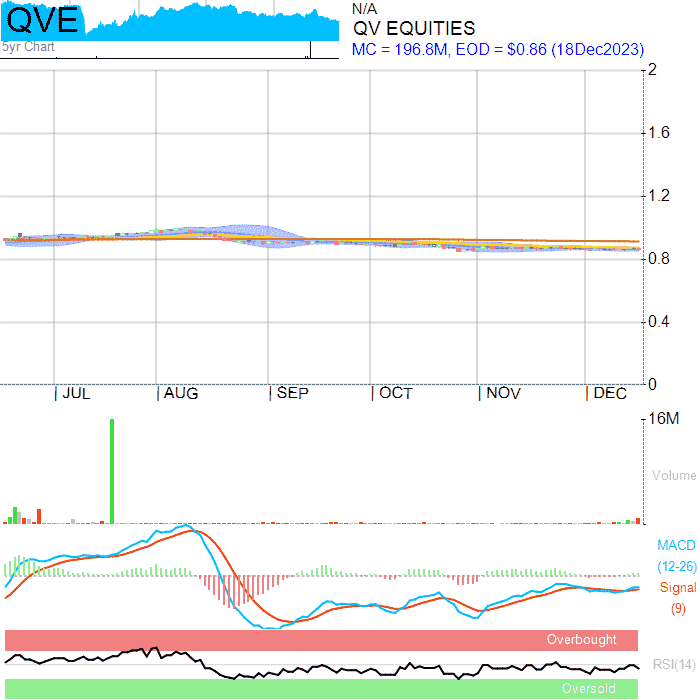 QVE
5yr Chart
N/A
QV EQUITIES
MC = 196.8M, EOD = $0.86 (18Dec2023)
2
1.6
1.2
0.8
0.4
0
JUL AUG SEP OCT NOV DEC
16M
Volume
MACD
(12-26)
Signal
(9)
Overbought
RSI(14)
Oversold